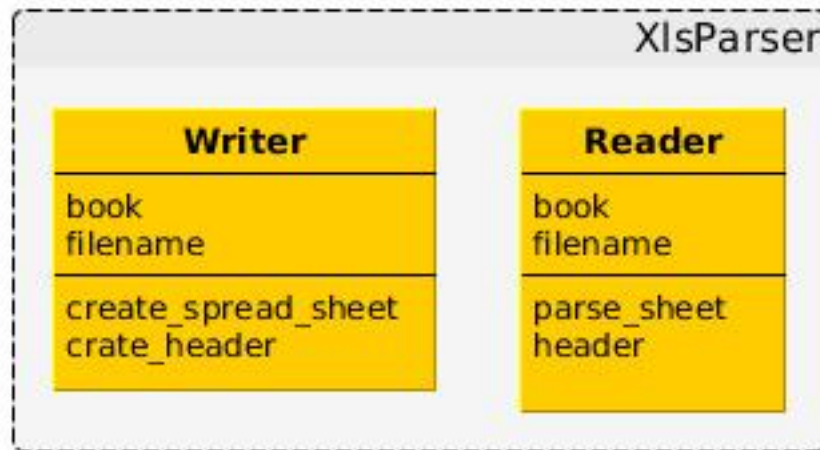 XlsParser
Writer
book
filename
create_spread_sheet
crate_header
Reader
book
filename
parse_sheet
header